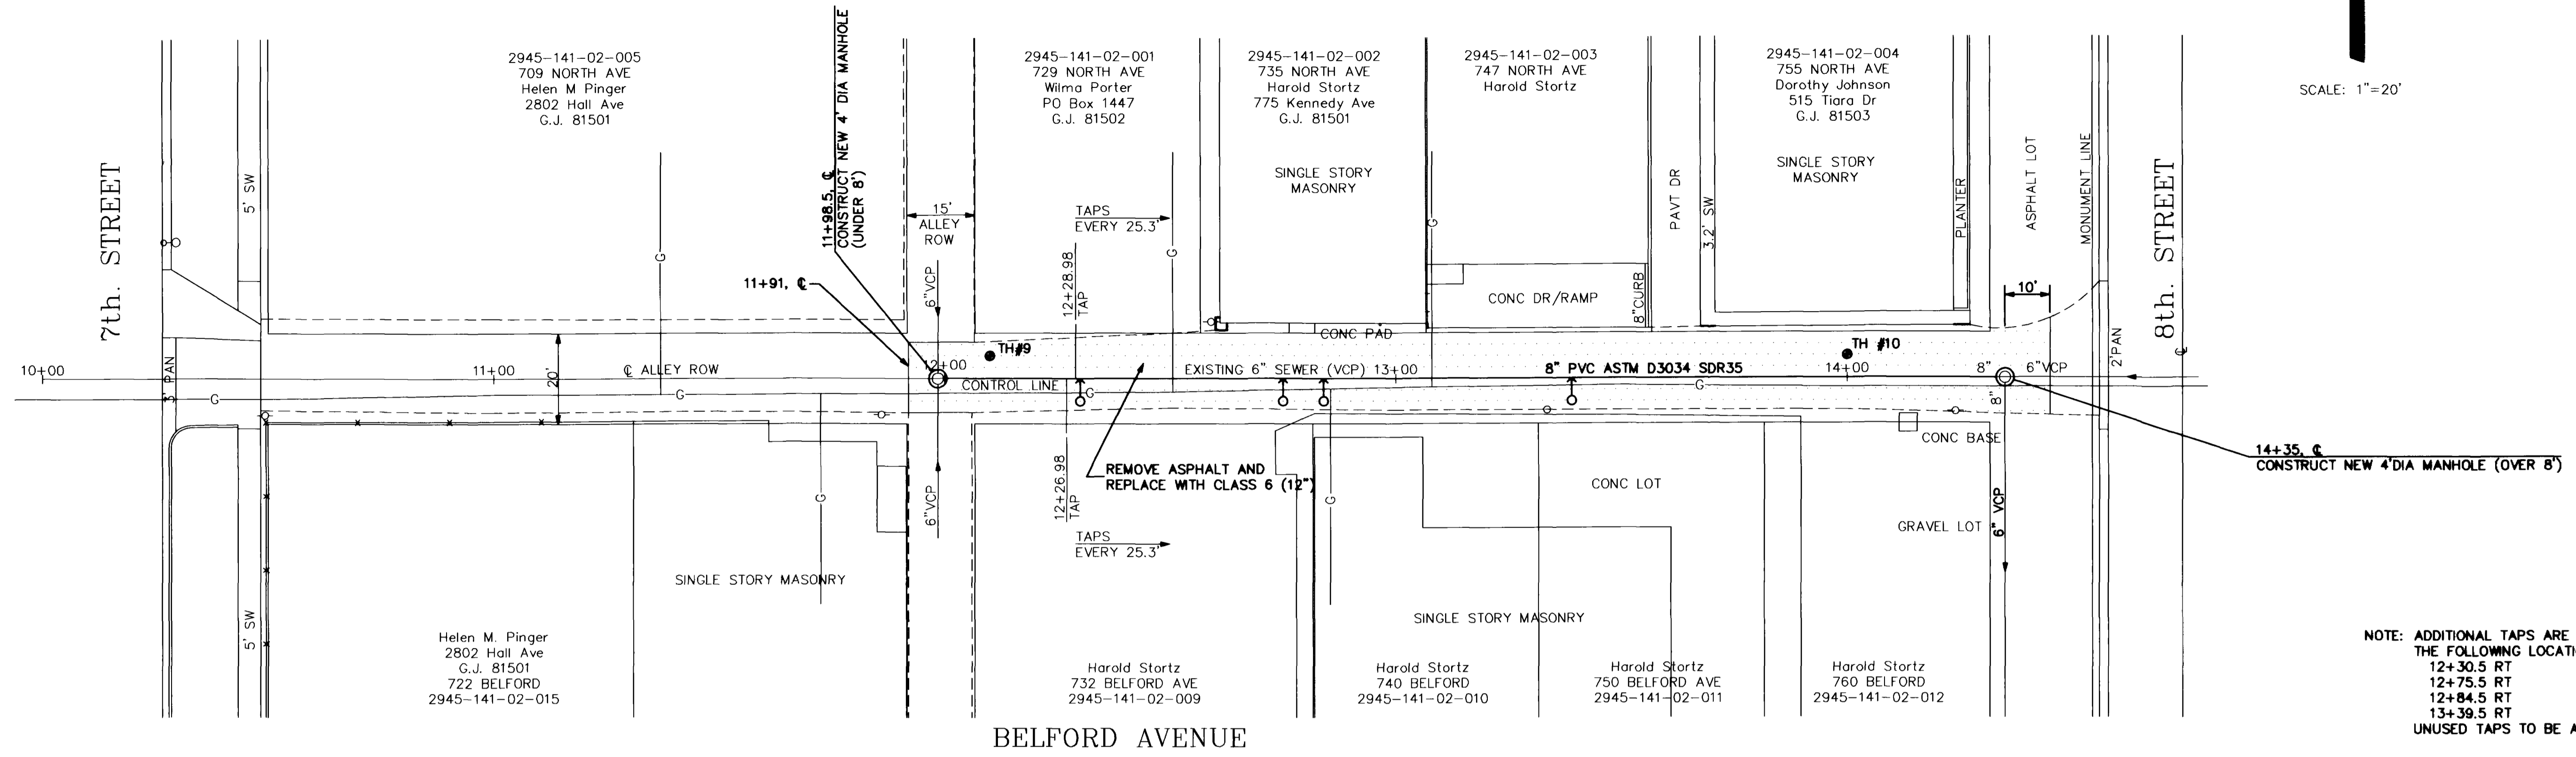 2945-141-02-005
709 NORTH AVE
Helen M Pinger
2802 Hall Ave
G.J. 81501
11+98.5, ℄
CONSTRUCT NEW 4' DIA MANHOLE
(UNDER 8')
2945-141-02-001
729 NORTH AVE
Wilma Porter
PO Box 1447
G.J. 81502
2945-141-02-002
735 NORTH AVE
Harold Stortz
775 Kennedy Ave
G.J. 81501
2945-141-02-003
747 NORTH AVE
Harold Stortz
2945-141-02-004
755 NORTH AVE
Dorothy Johnson
515 Tiara Dr
G.J. 81503
SCALE: 1"=20'
7th. STREET
5' SW
G
15'
ALLEY
ROW
TAPS
EVERY 25.3'
G
SINGLE STORY
MASONRY
G
PAVT DR
3.2' SW
SINGLE STORY
MASONRY
PLANTER
ASPHALT LOT
MONUMENT LINE
8th. STREET
11+91, ℄
6"VCP
12+28.98
TAP
CONC DR/RAMP
8"CURB
10'
CONC PAD
TH#9
TH #10
10+00
3' PAN
11+00
20'
℄ ALLEY ROW
12+00
CONTROL LINE
EXISTING 6" SEWER (VCP) 13+00
8" PVC ASTM D3034 SDR35
14+00
8"
6"VCP
2'PAN
℄
G
G
G
G
8"
CONC BASE
14+35, ℄
CONSTRUCT NEW 4'DIA MANHOLE (OVER 8')
REMOVE ASPHALT AND
REPLACE WITH CLASS 6 (12")
12+26.98
TAP
6"VCP
G
G
CONC LOT
GRAVEL LOT
6" VCP
TAPS
EVERY 25.3'
SINGLE STORY MASONRY
SINGLE STORY MASONRY
5' SW
Helen M. Pinger
2802 Hall Ave
G.J. 81501
722 BELFORD
2945-141-02-015
Harold Stortz
732 BELFORD AVE
2945-141-02-009
Harold Stortz
740 BELFORD
2945-141-02-010
Harold Stortz
750 BELFORD AVE
2945-141-02-011
Harold Stortz
760 BELFORD
2945-141-02-012
NOTE: ADDITIONAL TAPS ARE
THE FOLLOWING LOCATI
12+30.5 RT
12+75.5 RT
12+84.5 RT
13+39.5 RT
UNUSED TAPS TO BE A
BELFORD AVENUE